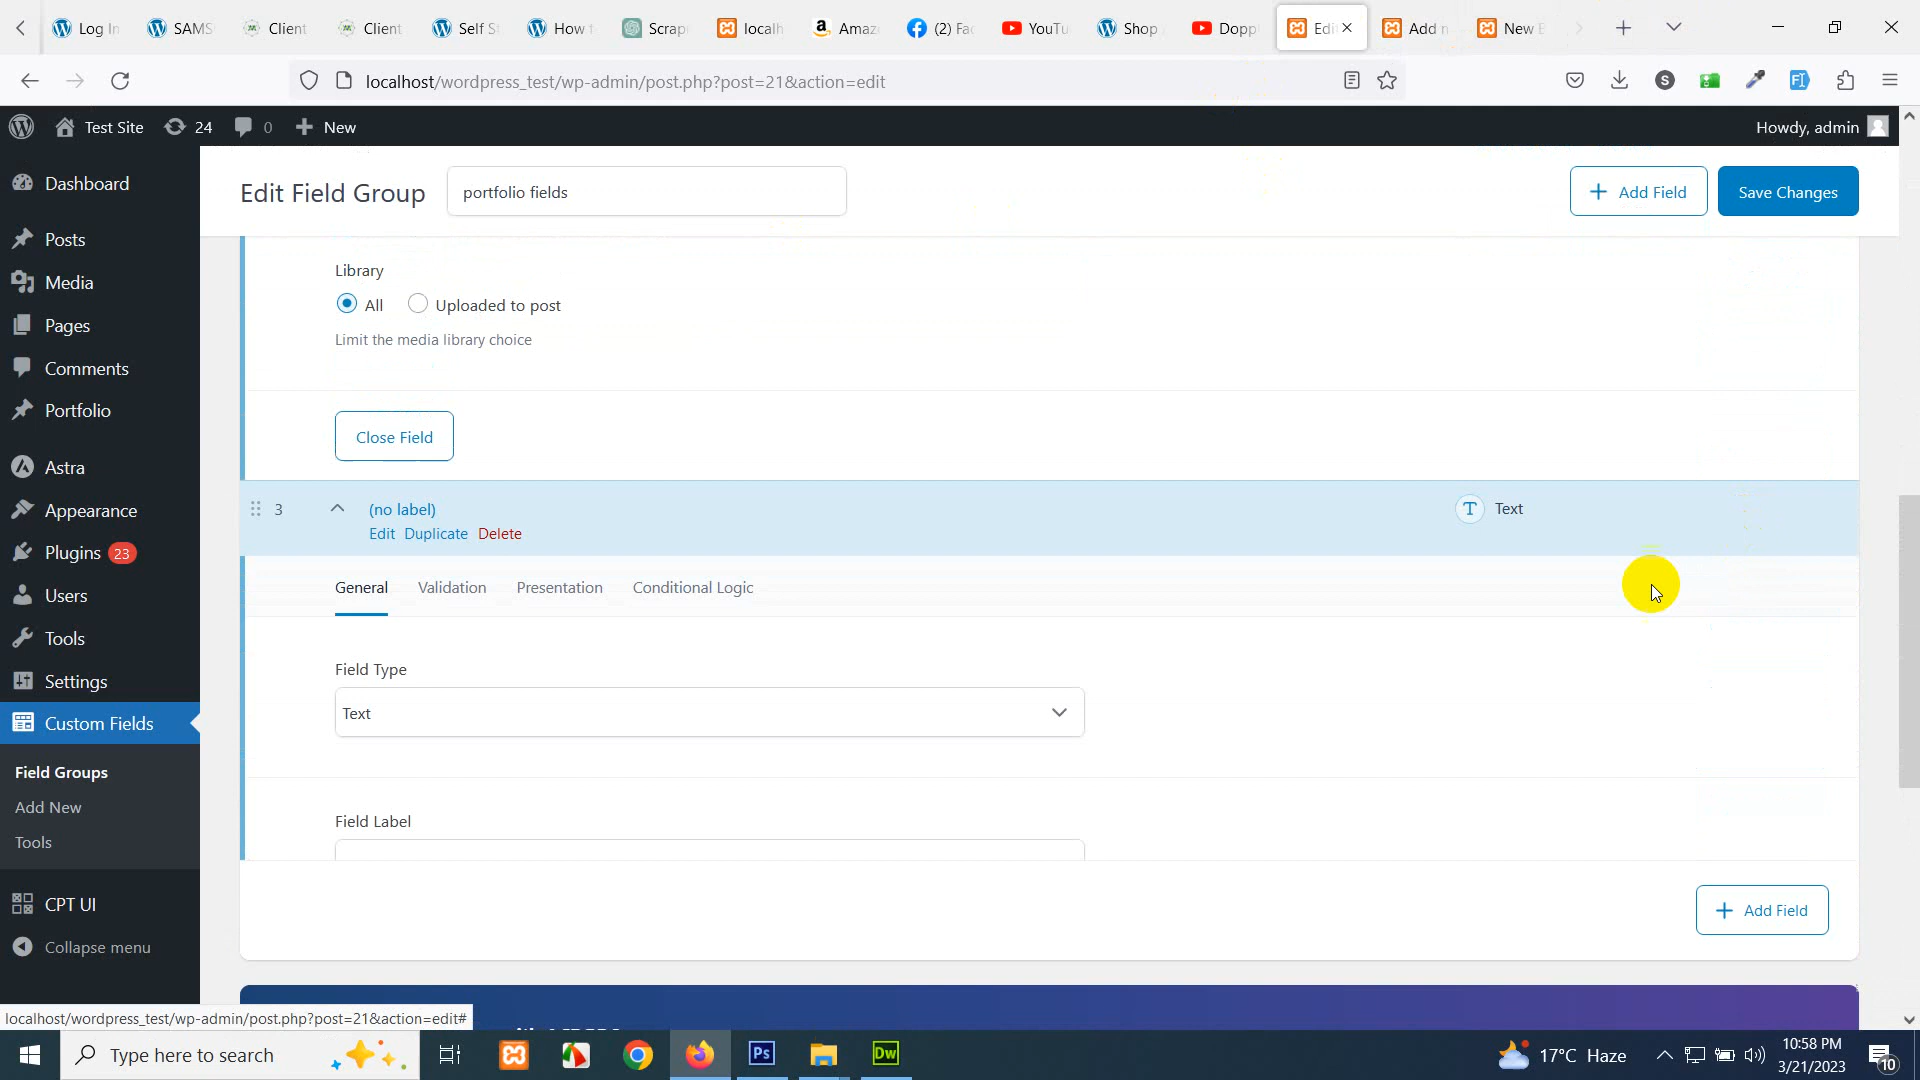 Log In
SAMS
Client
Client
Self S
How t
Scrap
localh
Amaz
(2) Fa
YouTu
Shop
Dopp
Edi
Add n
New
localhost/wordpress_test/wp-admin/post.php?post=21&action=edit
Test Site 24 0 New
Howdy, admin
Edit Field Group portfolio fields
Add Field Save Changes
Dashboard
Posts
Media
Pages
Comments
Portfolio
Astra
Appearance
Plugins 23
Users
Tools
Settings
Custom Fields
Field Groups
Add New
Tools
CPT UI
Collapse menu
Library
All Uploaded to post
Limit the media library choice
Close Field
3 (no label) Text
Edit Duplicate Delete
General Validation Presentation Conditional Logic
Field Type
Text
Field Label
Add Field
localhost/wordpress_test/wp-admin/post.php?post=21&action=edit#
Type here to search
Ps
Dw
17°C Haze
10:58 PM
3/21/2023
10